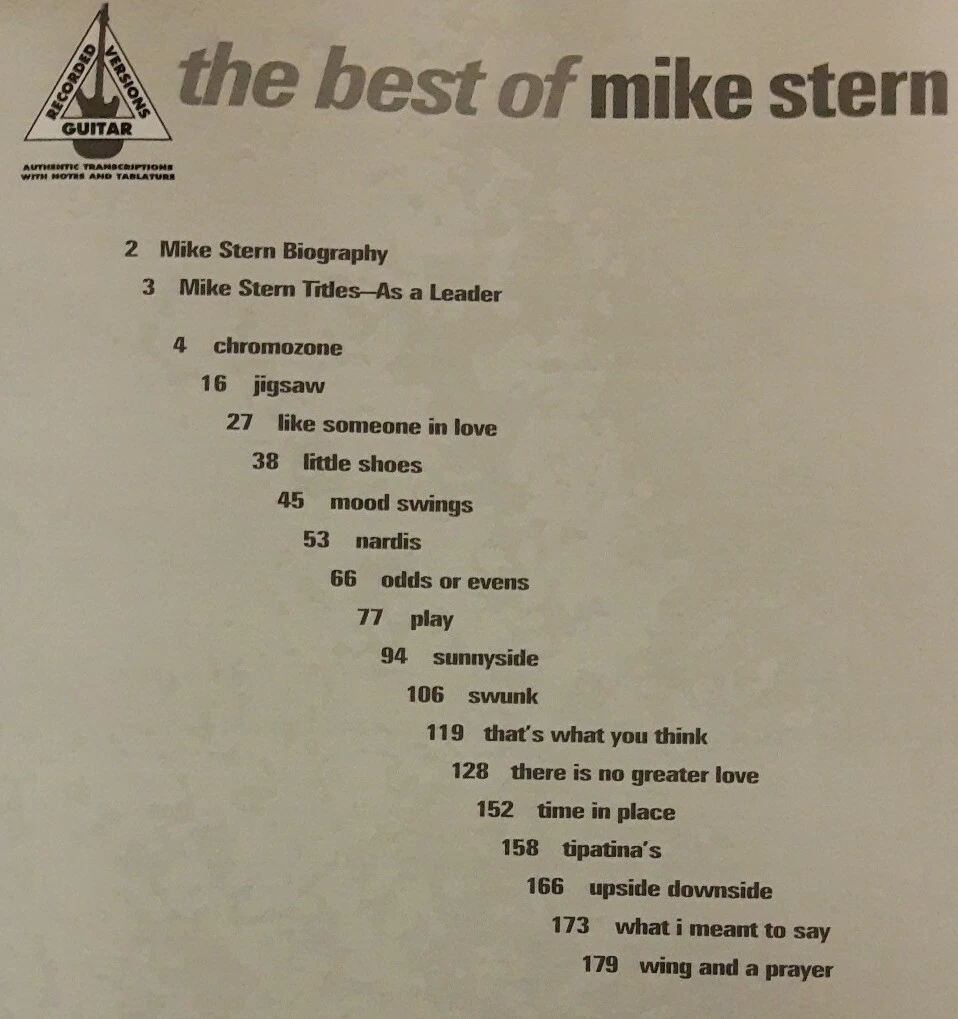 RECORDED VERSIONS
GUITAR
AUTHENTIC TRANSCRIPTIONS
WITH NOTES AND TABLATURE
the best of mike stern
2 Mike Stern Biography
3 Mike Stern Titles—As a Leader
4 chromozone
16 jigsaw
27 like someone in love
38 little shoes
45 mood swings
53 nardis
66 odds or evens
77 play
94 sunnyside
106 swunk
119 that's what you think
128 there is no greater love
152 time in place
158 tipatina's
166 upside downside
173 what i meant to say
179 wing and a prayer